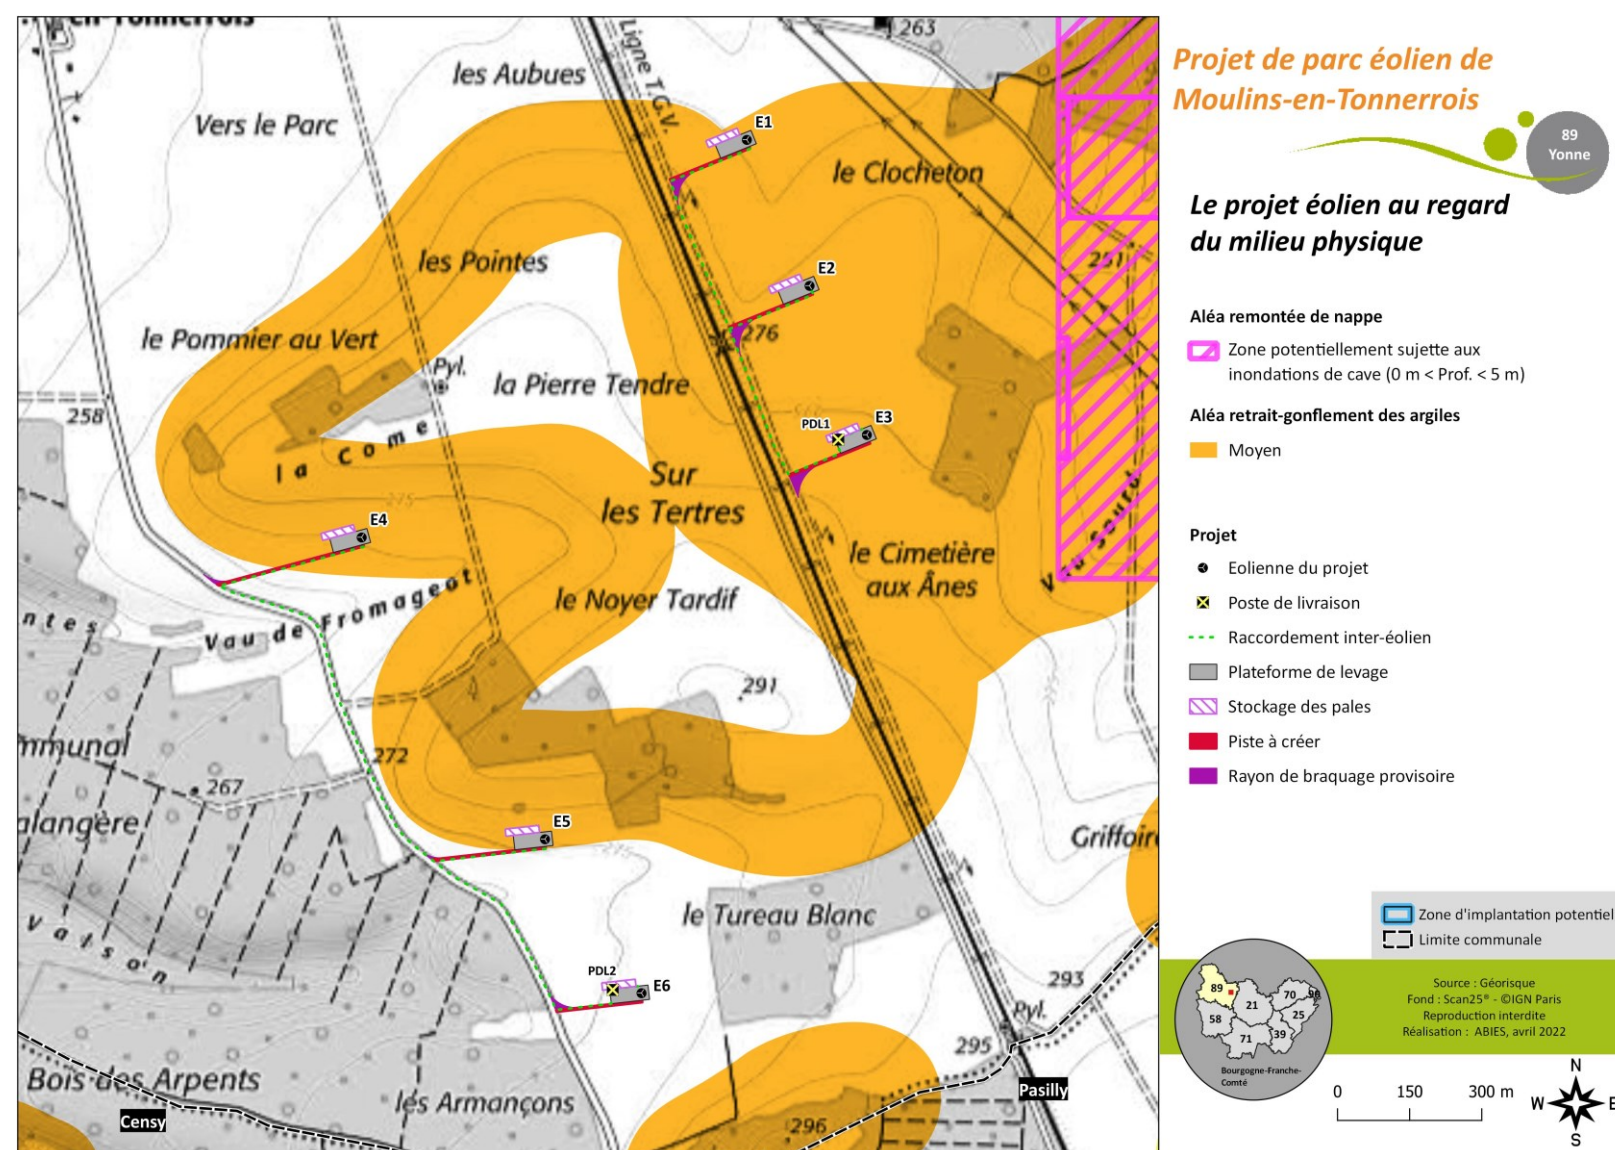 en-Tonnerrois
les Aubues
Ligne T.G.V.
263
Vers le Parc
E1
le Clocheton
les Pointes
E2
251
le Pommier au Vert
276
Pyl.
la Pierre Tendre
258
la Come
PDL1
E3
Sur
les Tertres
275
E4
le Cimetière
aux Ânes
Vau Sourd
Vau de Fromageot
le Noyer Tardif
ntes
291
mmunal
272
267
alangère
E5
275
Griffoir
le Tureau Blanc
Valson
PDL2
E6
293
Pyl.
295
Bois des Arpents
les Armançons
Pasilly
Censy
296
Projet de parc éolien de
Moulins-en-Tonnerrois
89
Yonne
Le projet éolien au regard
du milieu physique
Aléa remontée de nappe
Zone potentiellement sujette aux
inondations de cave (0 m < Prof. < 5 m)
Aléa retrait-gonflement des argiles
Moyen
Projet
Eolienne du projet
Poste de livraison
Raccordement inter-éolien
Plateforme de levage
Stockage des pales
Piste à créer
Rayon de braquage provisoire
Zone d'implantation potentiel
Limite communale
89
21
70
90
58
25
71
39
Bourgogne-Franche-
Comté
Source : Géorisque
Fond : Scan25® - ©IGN Paris
Reproduction interdite
Réalisation : ABIES, avril 2022
0 150 300 m
N
W E
S